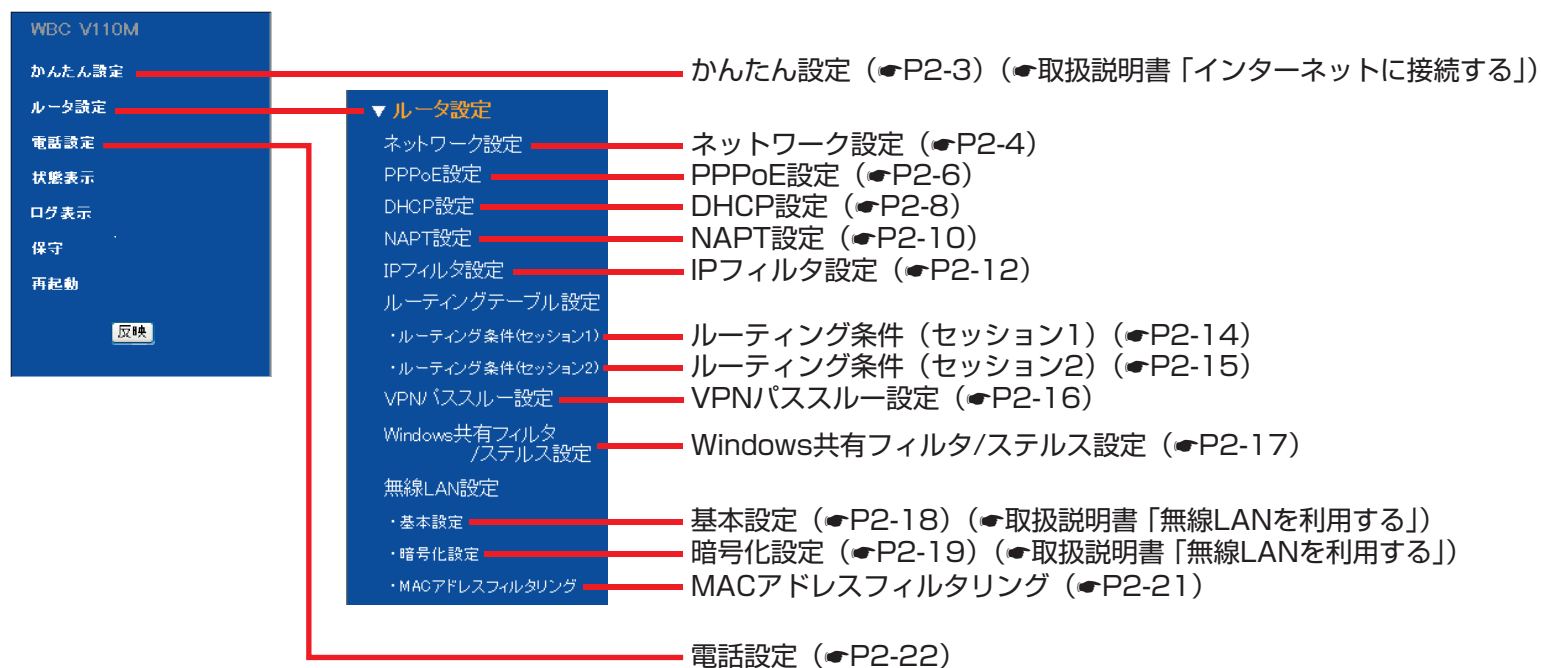 WBC V110M
かんたん設定
ルータ設定
電話設定
状態表示
ログ表示
保守
再起動
反映
▼ルータ設定
ネットワーク設定
PPPoE設定
DHCP設定
NAPT設定
IPフィルタ設定
ルーティングテーブル設定
・ルーティング条件(セッション1)
・ルーティング条件(セッション2)
VPNパススルー設定
Windows共有フィルタ
/ステルス設定
無線LAN設定
・基本設定
・暗号化設定
・MACアドレスフィルタリング
かんたん設定（☛P2-3）（☛取扱説明書「インターネットに接続する」）
ネットワーク設定（☛P2-4）
PPPoE設定（☛P2-6）
DHCP設定（☛P2-8）
NAPT設定（☛P2-10）
IPフィルタ設定（☛P2-12）
ルーティング条件（セッション1）（☛P2-14）
ルーティング条件（セッション2）（☛P2-15）
VPNパススルー設定（☛P2-16）
Windows共有フィルタ/ステルス設定（☛P2-17）
基本設定（☛P2-18）（☛取扱説明書「無線LANを利用する」）
暗号化設定（☛P2-19）（☛取扱説明書「無線LANを利用する」）
MACアドレスフィルタリング（☛P2-21）
電話設定（☛P2-22）